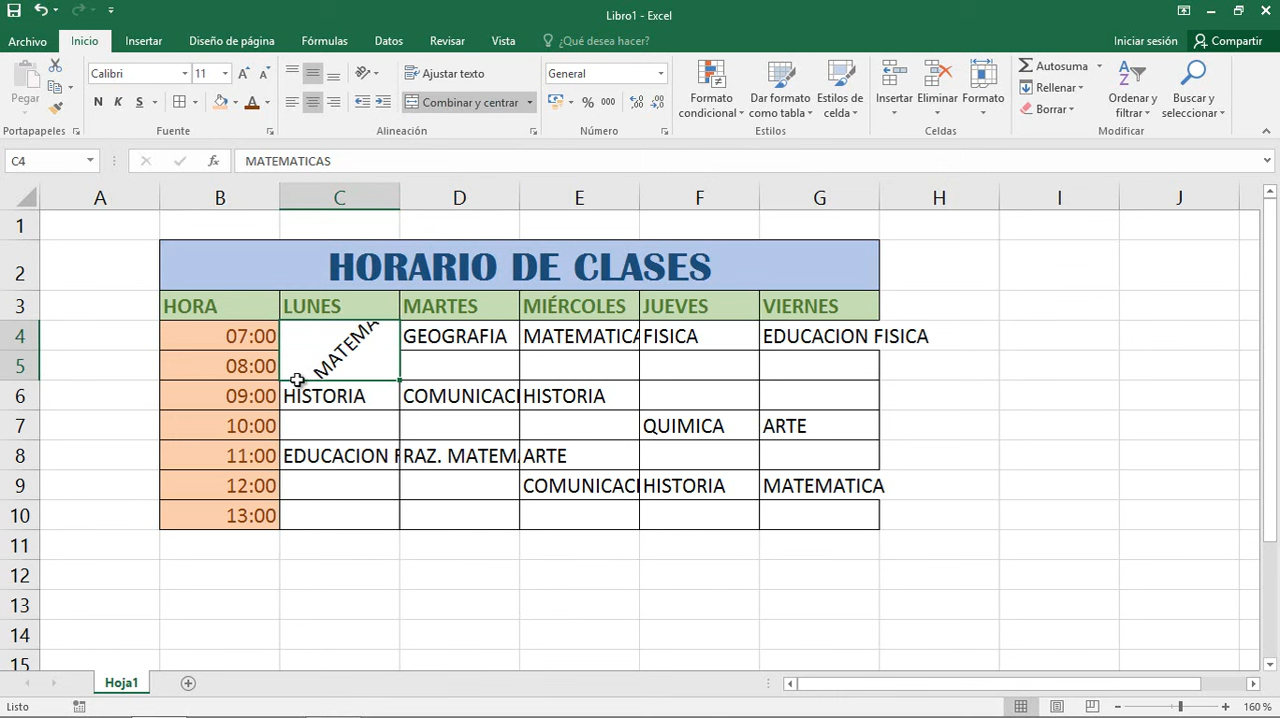 Libro1 - Excel
Archivo Inicio Insertar Diseño de página Fórmulas Datos Revisar Vista ¿Qué desea hacer? Iniciar sesión Compartir
Pegar
Calibri 11
N K S A
Ajustar texto
Combinar y centrar
General
% 000
Formato condicional
Dar formato como tabla
Estilos de celda
Insertar Eliminar Formato
Autosuma
Rellenar
Borrar
Ordenar y filtrar
Buscar y seleccionar
Portapapeles Fuente Alineación Número Estilos Celdas Modificar
C4 fx MATEMATICAS
A B C D E F G H I J
1
2 HORARIO DE CLASES
3 HORA LUNES MARTES MIÉRCOLES JUEVES VIERNES
4 07:00 MATEMA GEOGRAFIA MATEMATICA FISICA EDUCACION FISICA
5 08:00
6 09:00 HISTORIA COMUNICACI HISTORIA
7 10:00 QUIMICA ARTE
8 11:00 EDUCACION F RAZ. MATEMA ARTE
9 12:00 COMUNICACI HISTORIA MATEMATICA
10 13:00
11
12
13
14
15
Hoja1
Listo 160 %